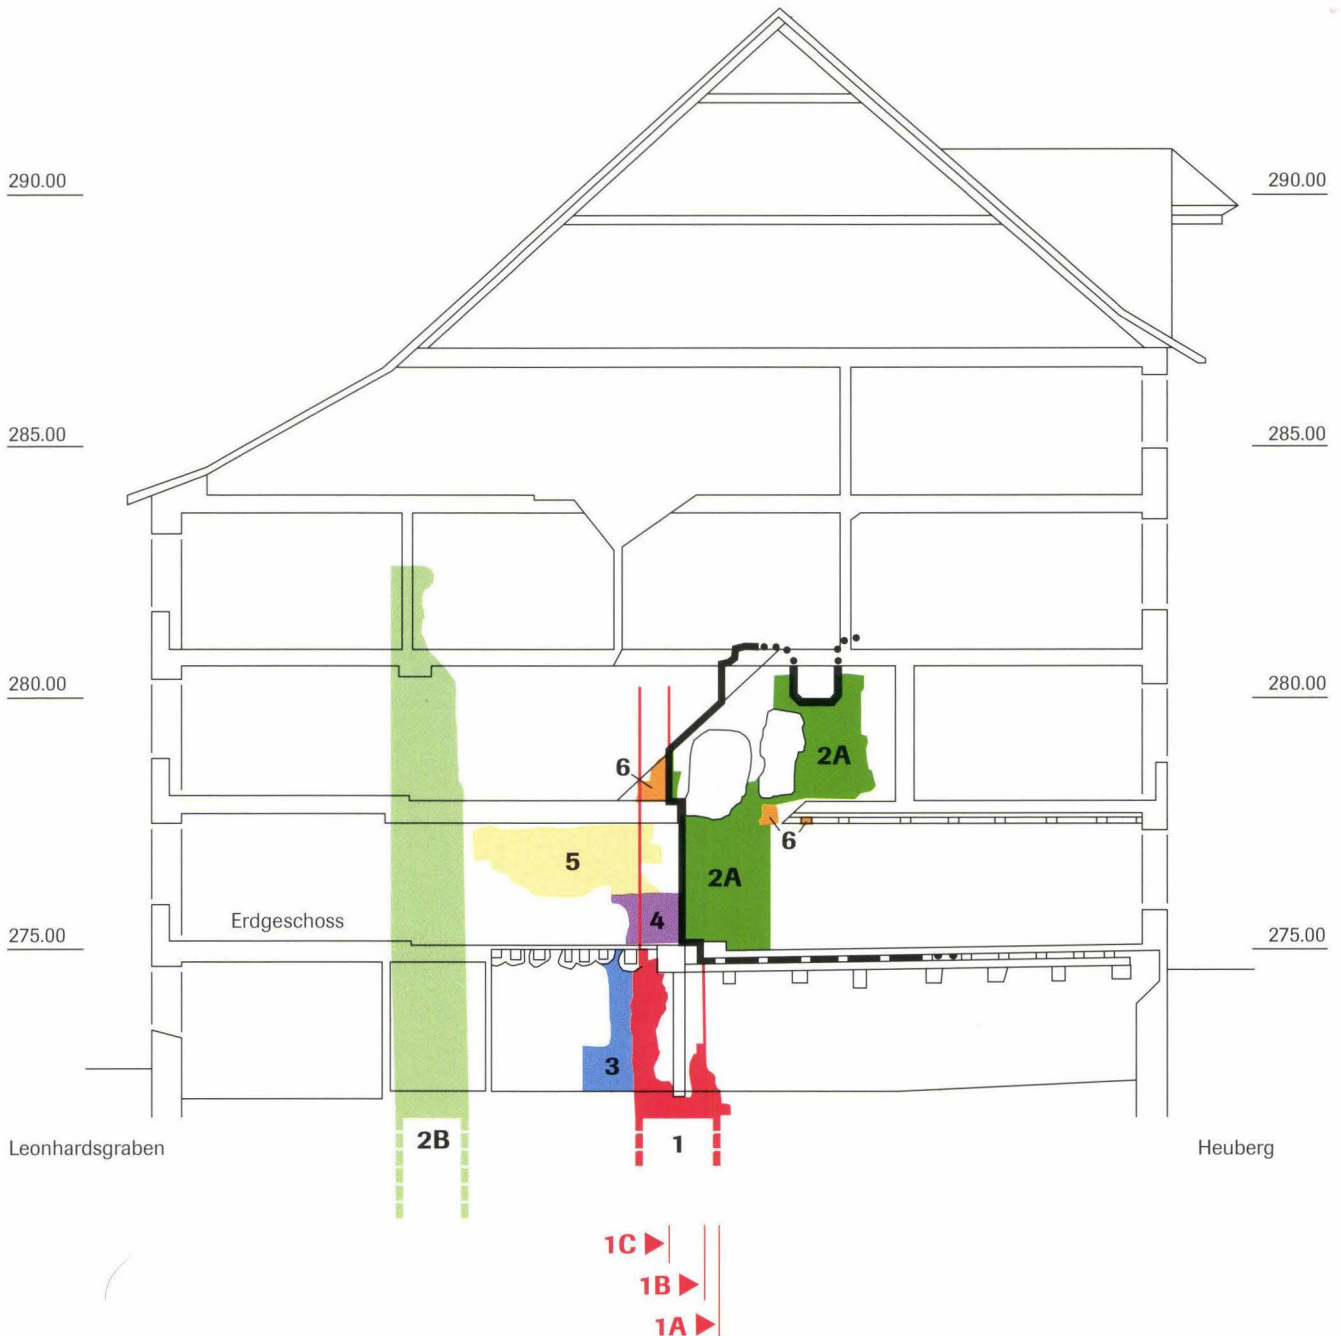 290.00 290.00
285.00 285.00
280.00 280.00
6 2A
6
5 2A
Erdgeschoss 4
275.00 275.00
3
Leonhardsgraben 2B 1 Heuberg
1C
1B
1A